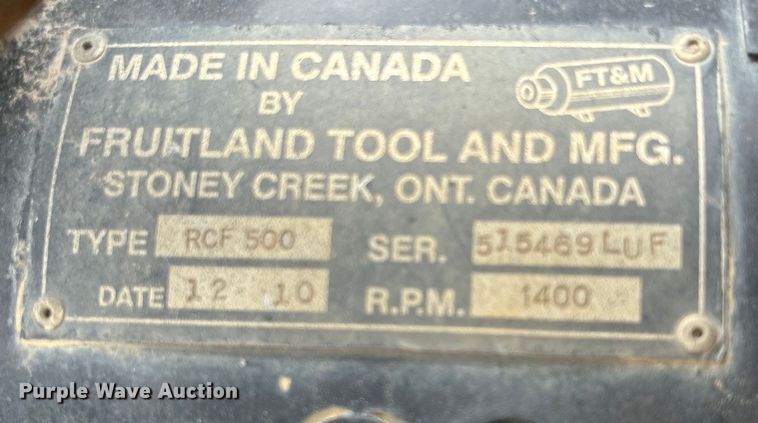 MADE IN CANADA
FT&M
BY
FRUITLAND TOOL AND MFG.
STONEY CREEK, ONT. CANADA
TYPE RCF 500 SER. 515469LUF
DATE 12 10 R.P.M. 1400
Purple Wave Auction